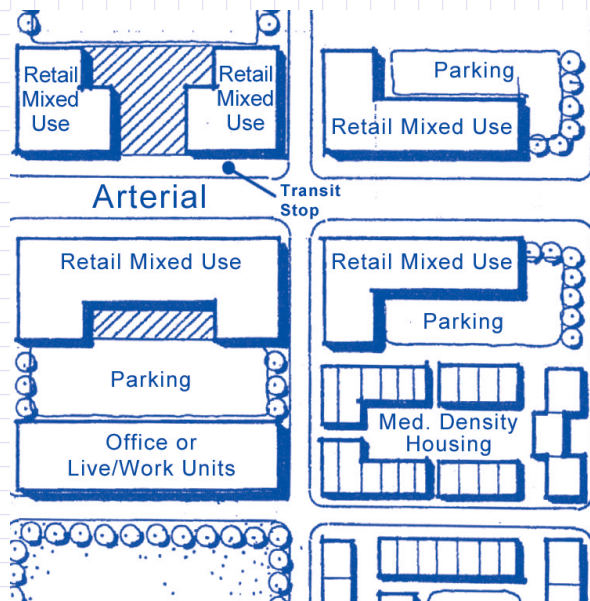 Retail
Mixed
Use
Retail
Mixed
Use
Parking
Retail Mixed Use
Arterial
Transit
Stop
Retail Mixed Use
Retail Mixed Use
Parking
Parking
Med. Density
Housing
Office or
Live/Work Units